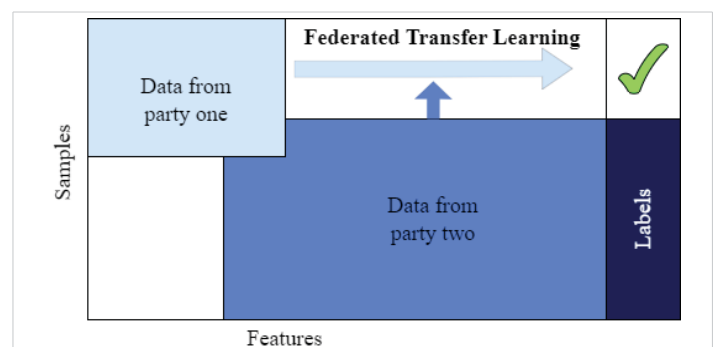 Federated Transfer Learning
Data from
party one
Samples
Data from
party two
Labels
Features